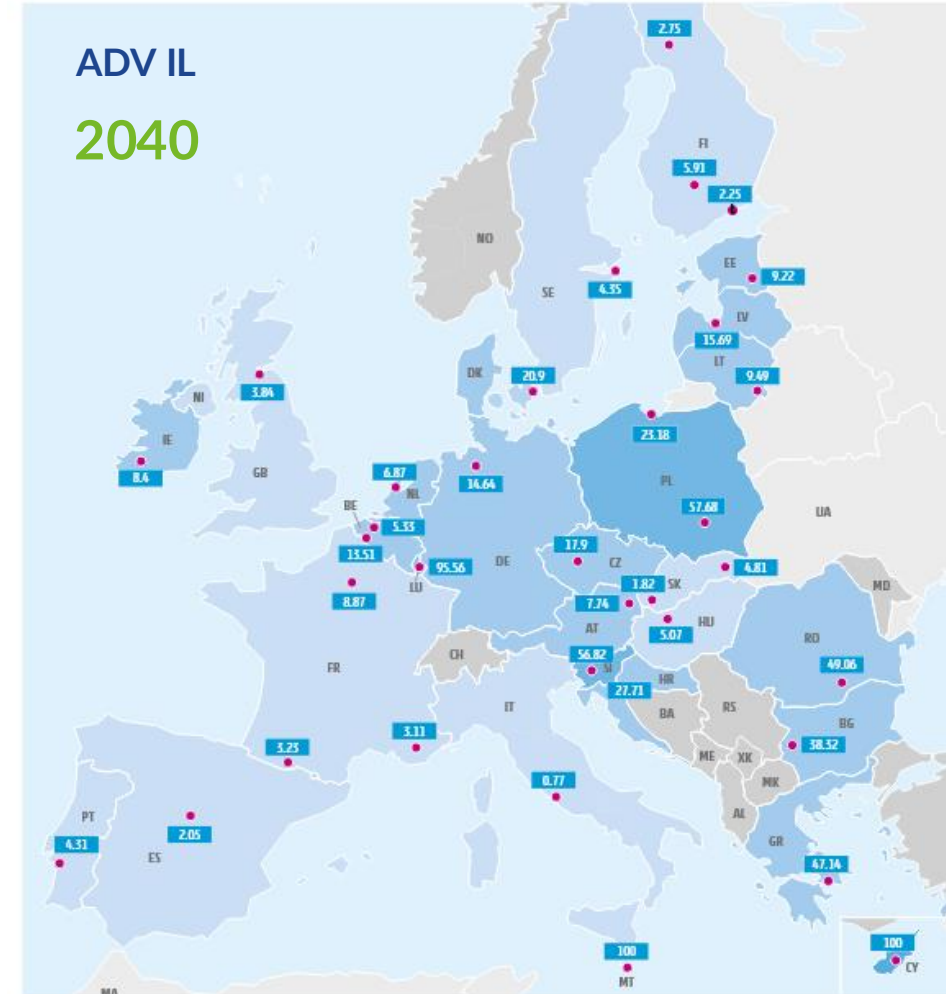 ADV IL
2040
2.75
FI
5.91
2.25
NO
EE
9.22
SE
4.35
LV
15.69
LT
9.49
DK
20.9
3.84
NI
23.18
IE
8.4
GB
6.87
NL
14.64
PL
UA
BE
5.33
57.68
13.51
95.56
DE
17.9
CZ
4.81
LU
8.87
1.82
SK
7.74
MD
AT
5.07
HU
RO
CH
56.82
SI
49.06
FR
27.71
HR
IT
BA
RS
BG
3.11
38.32
3.23
ME
XK
0.77
MK
PT
AL
4.31
2.05
GR
ES
47.14
100
MT
100
CY
MA